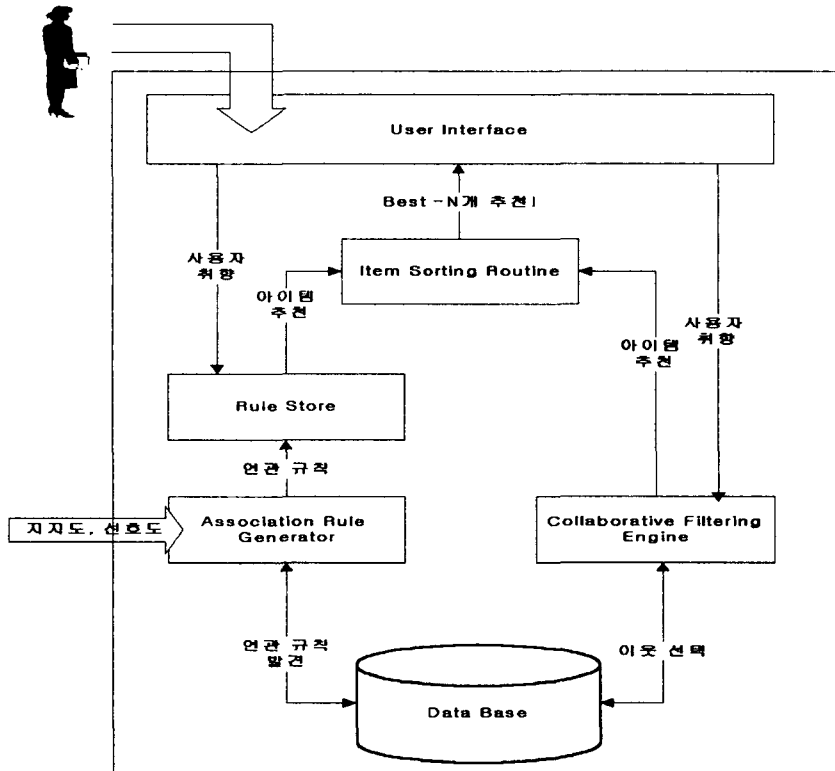 User Interface
Best -N개 추천
사용자
취향
Item Sorting Routine
아이템
추천
사용자
취향
아이템
추천
Rule Store
연관 규칙
지지도, 선호도
Association Rule
Generator
Collaborative Filtering
Engine
연관 규칙
발견
이웃 선택
Data Base